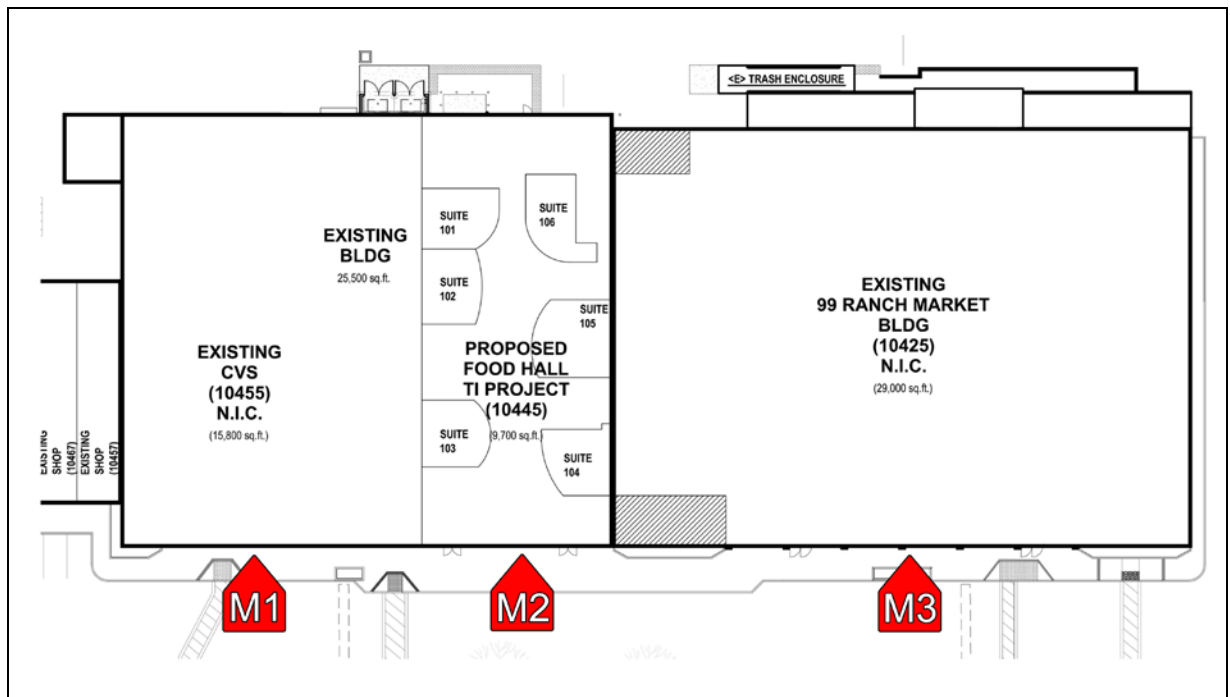 <E> TRASH ENCLOSURE
SUITE
101
SUITE
106
EXISTING
BLDG
25,500 sq.ft.
SUITE
102
SUITE
105
EXISTING
99 RANCH MARKET
BLDG
(10425)
N.I.C.
(29,000 sq.ft.)
EXISTING
CVS
(10455)
N.I.C.
(15,800 sq.ft.)
PROPOSED
FOOD HALL
TI PROJECT
(10445)
(9,700 sq.ft.)
SUITE
103
SUITE
104
EXISTING
SHOP
(10467)
EXISTING
SHOP
(10457)
M1
M2
M3